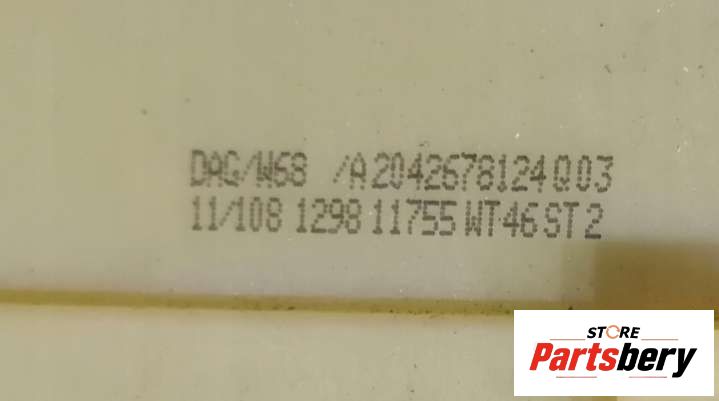 DAG/W68 /A2042678124Q03
11/108 1298 11755 WT46 ST2
STORE
Partsbery